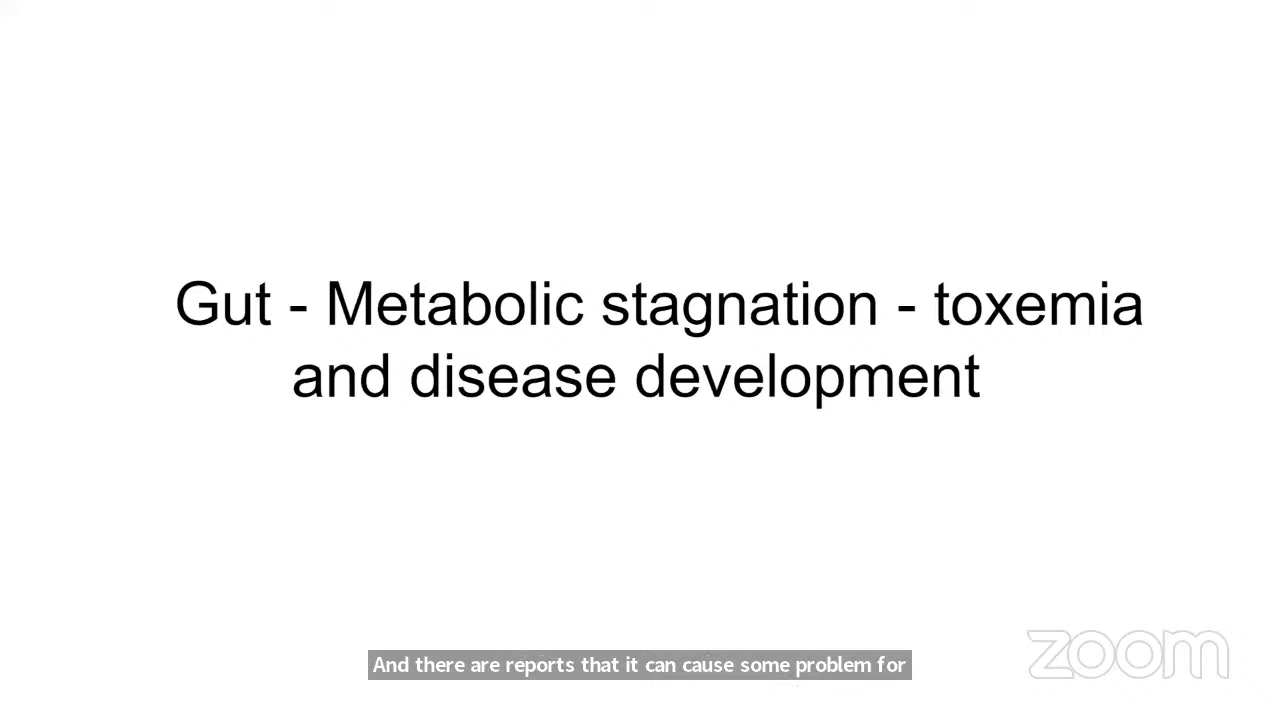 Gut - Metabolic stagnation - toxemia
and disease development
zoom
And there are reports that it can cause some problem for